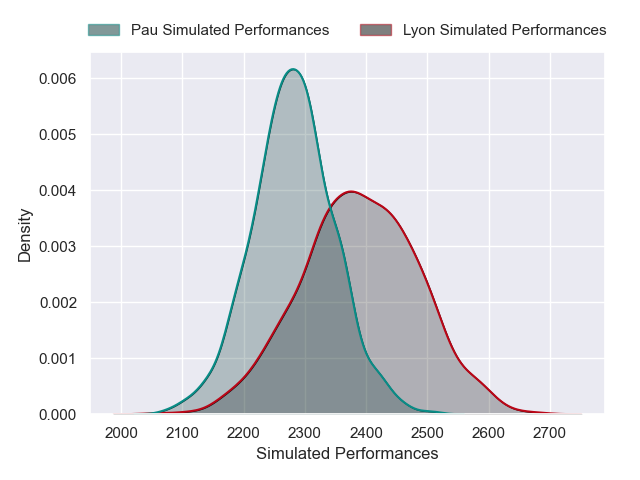 Pau Simulated Performances Lyon Simulated Performances
0.006
0.005
0.004
0.003
0.002
0.001
0.000
Density
2000 2100 2200 2300 2400 2500 2600 2700
Simulated Performances